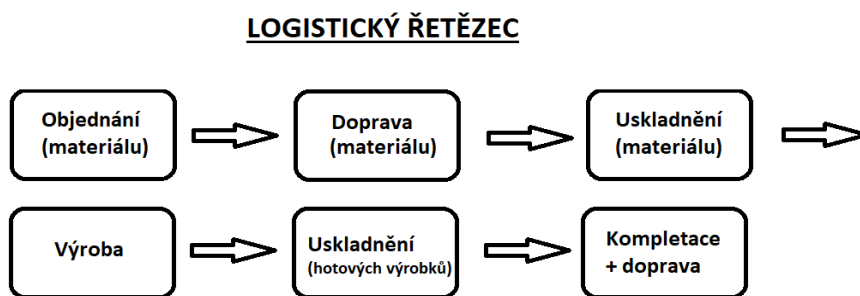 LOGISTICKÝ ŘETĚZEC
Objednání
(materiálu)
Doprava
(materiálu)
Uskladnění
(materiálu)
Výroba
Uskladnění
(hotových výrobků)
Kompletace
+ doprava